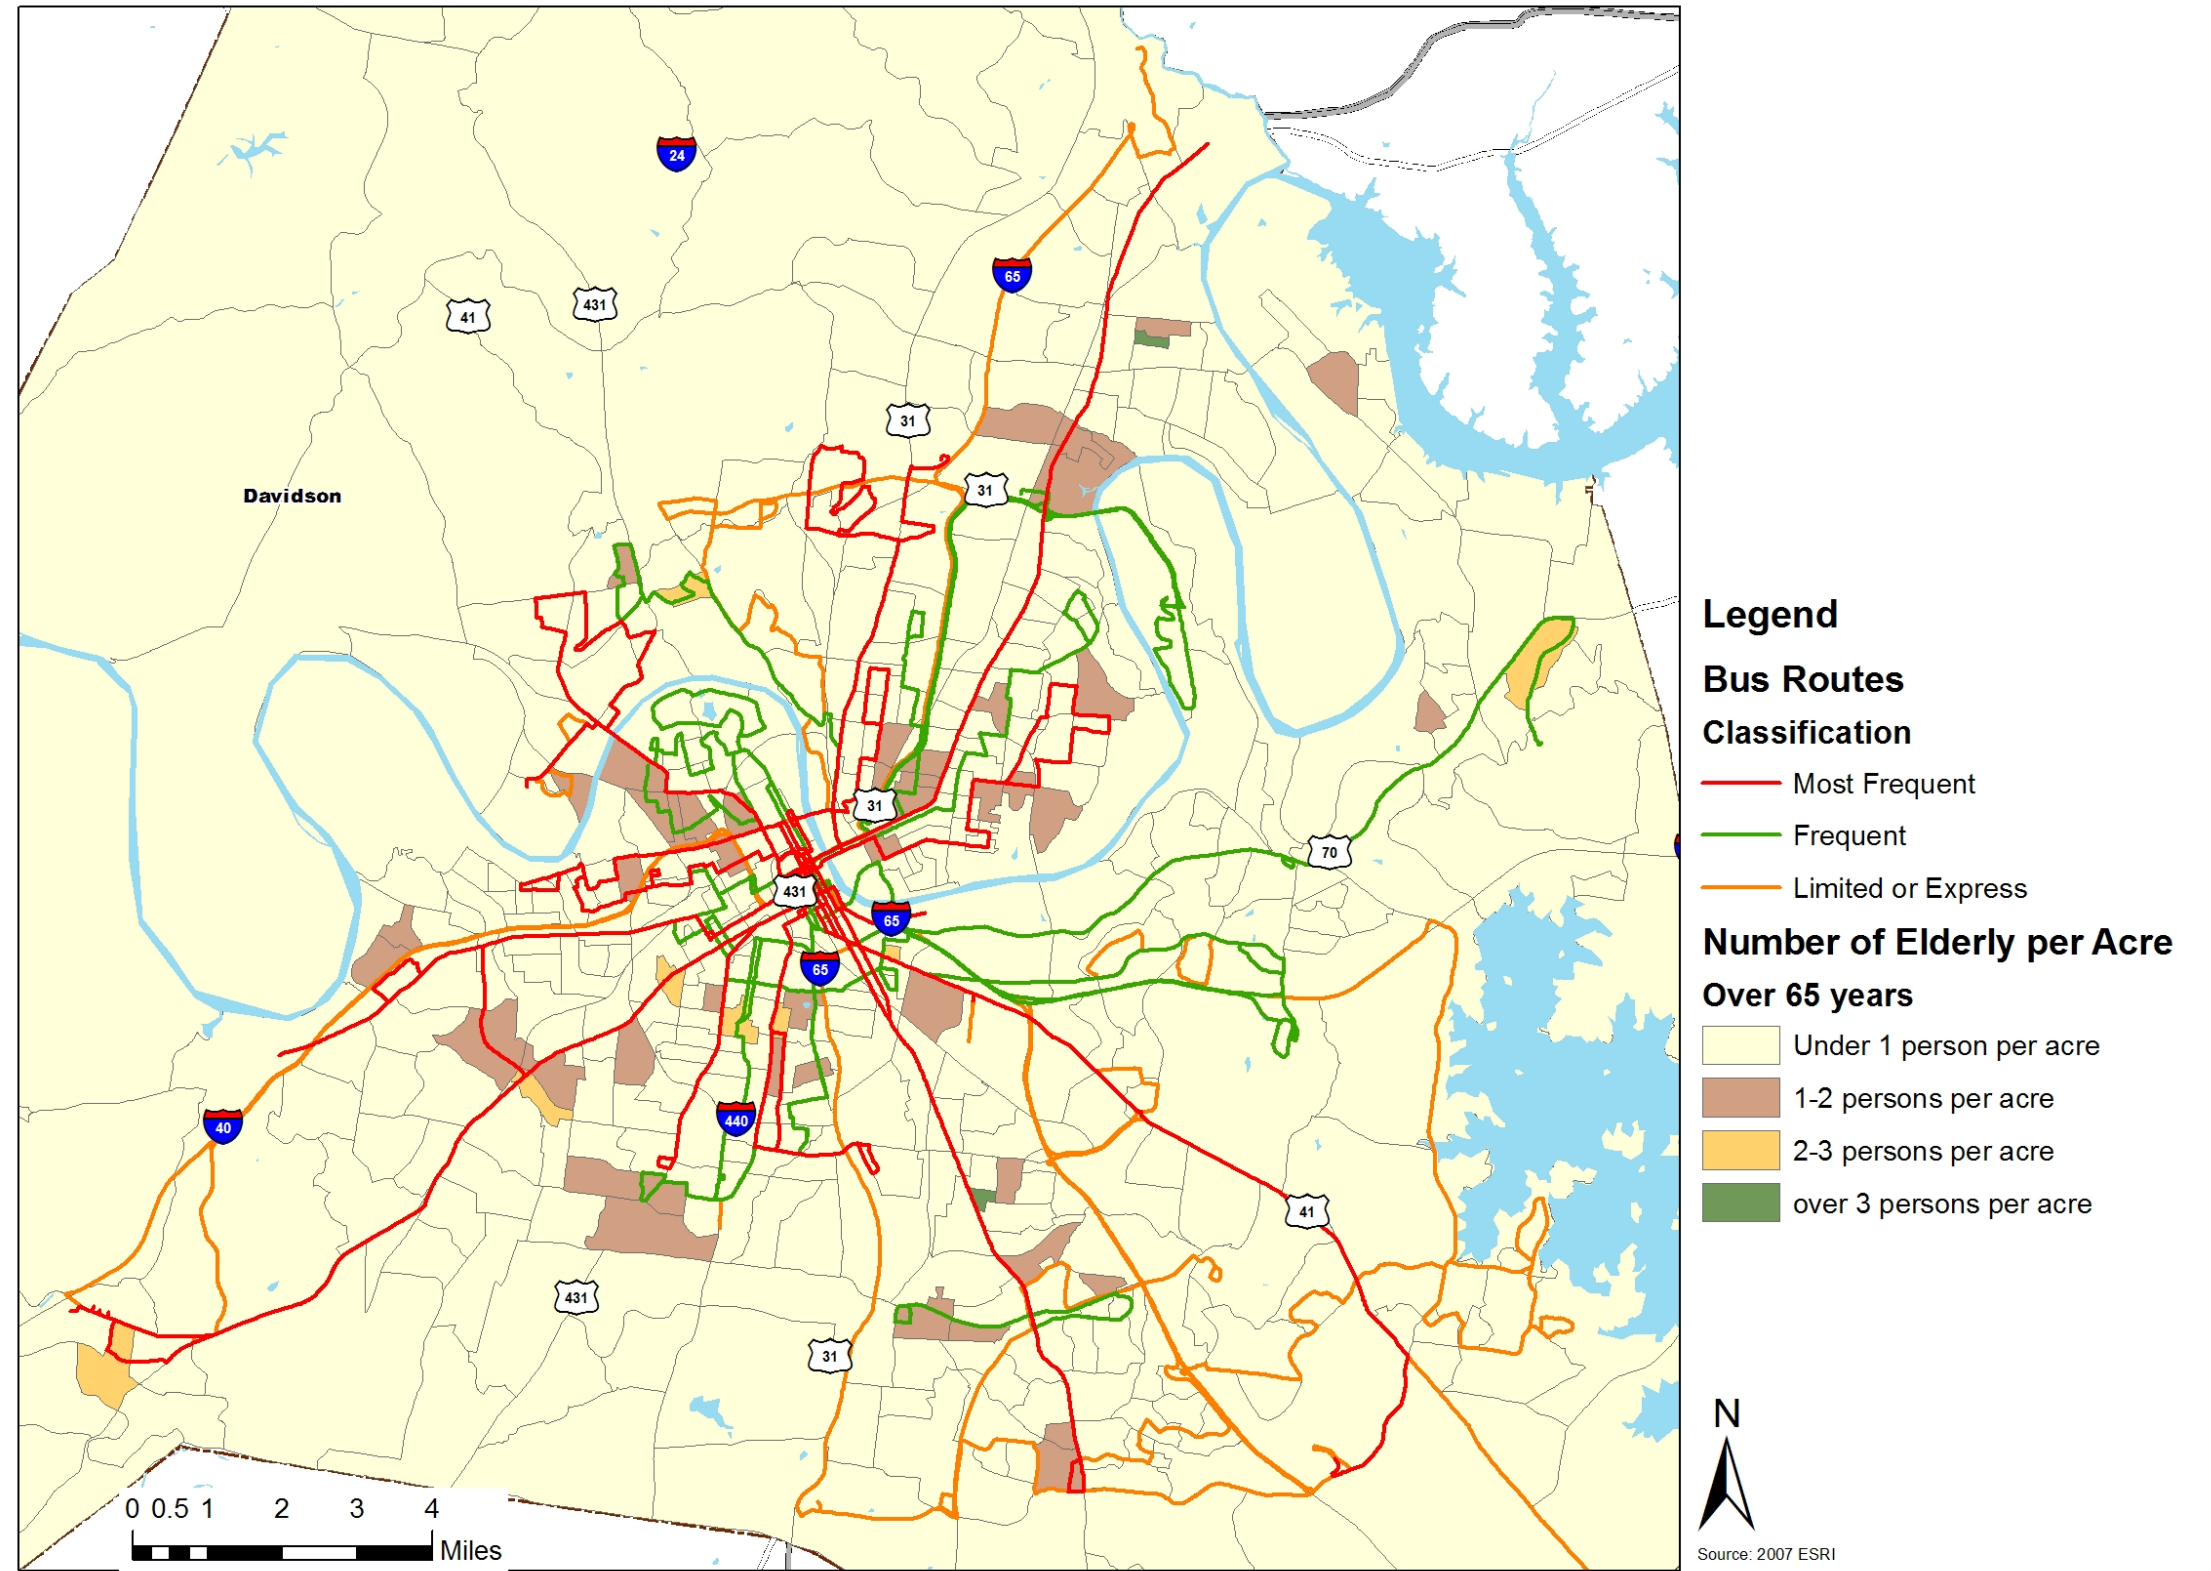 24
65
41
431
31
31
Davidson
31
70
431
65
65
40
440
41
431
31
0 0.5 1 2 3 4
Miles
Legend
Bus Routes
Classification
Most Frequent
Frequent
Limited or Express
Number of Elderly per Acre
Over 65 years
Under 1 person per acre
1-2 persons per acre
2-3 persons per acre
over 3 persons per acre
N
Source: 2007 ESRI